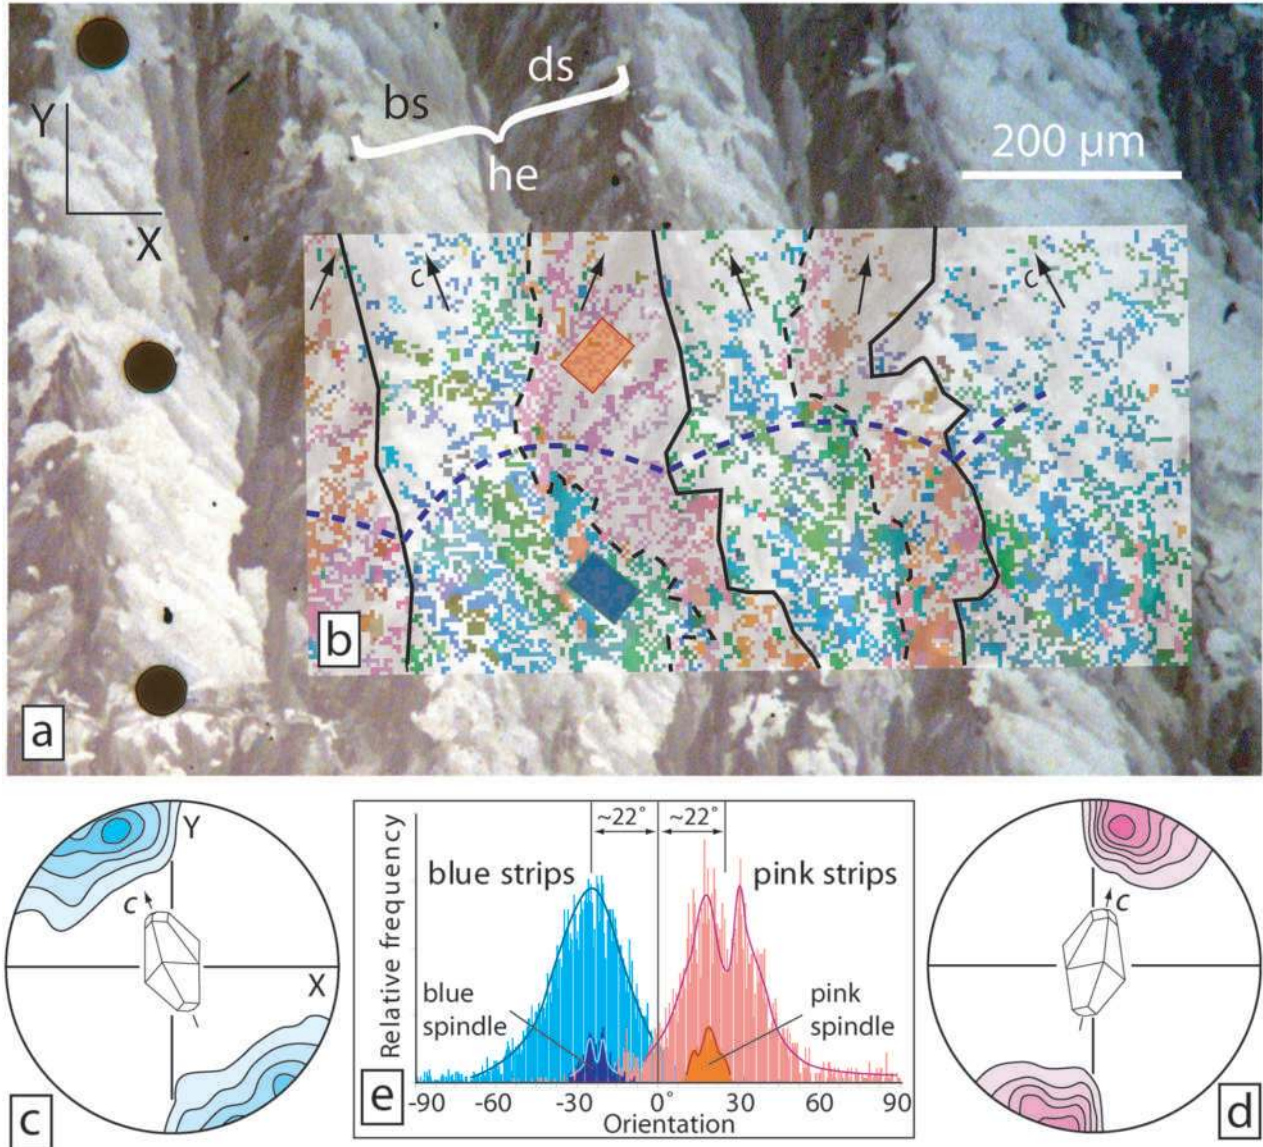 ds
bs
Y
he
200 µm
X
c
c
b
a
Y
c
X
c
~22°
~22°
blue strips
pink strips
Relative frequency
blue
spindle
pink
spindle
-90
-60
-30
0°
30
60
90
Orientation
e
c
d